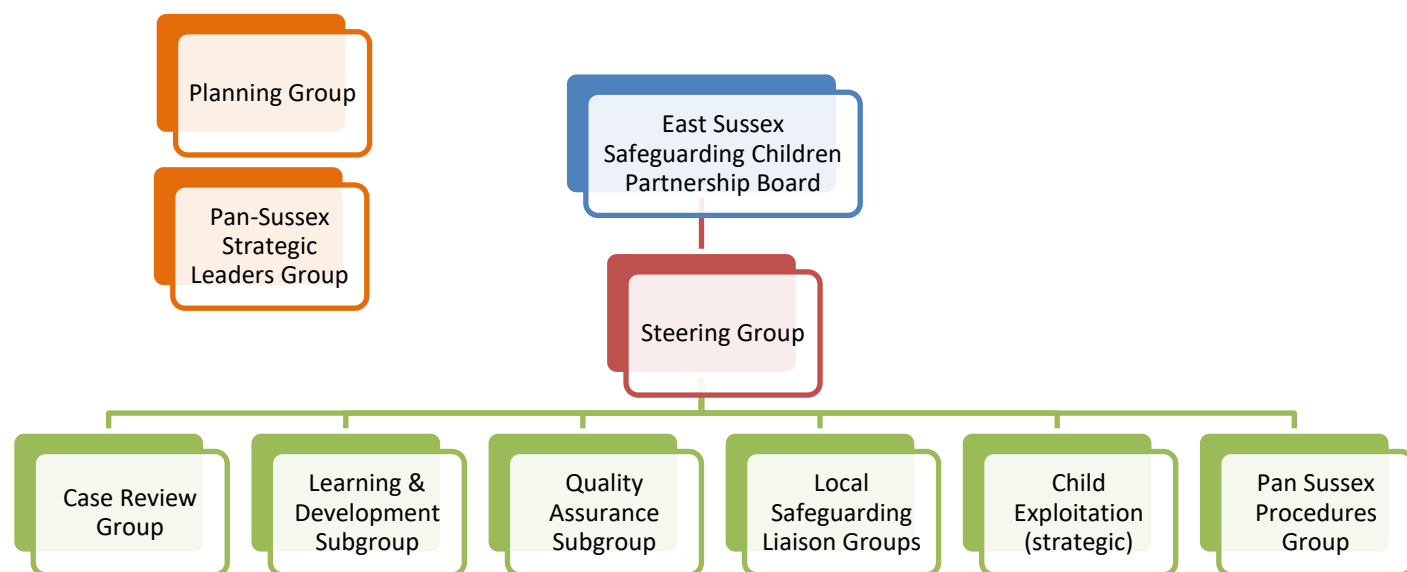 Planning Group
Pan-Sussex
Strategic
Leaders Group
East Sussex
Safeguarding Children
Partnership Board
Steering Group
Case Review
Group
Learning &
Development
Subgroup
Quality
Assurance
Subgroup
Local
Safeguarding
Liaison Groups
Child
Exploitation
(strategic)
Pan Sussex
Procedures
Group